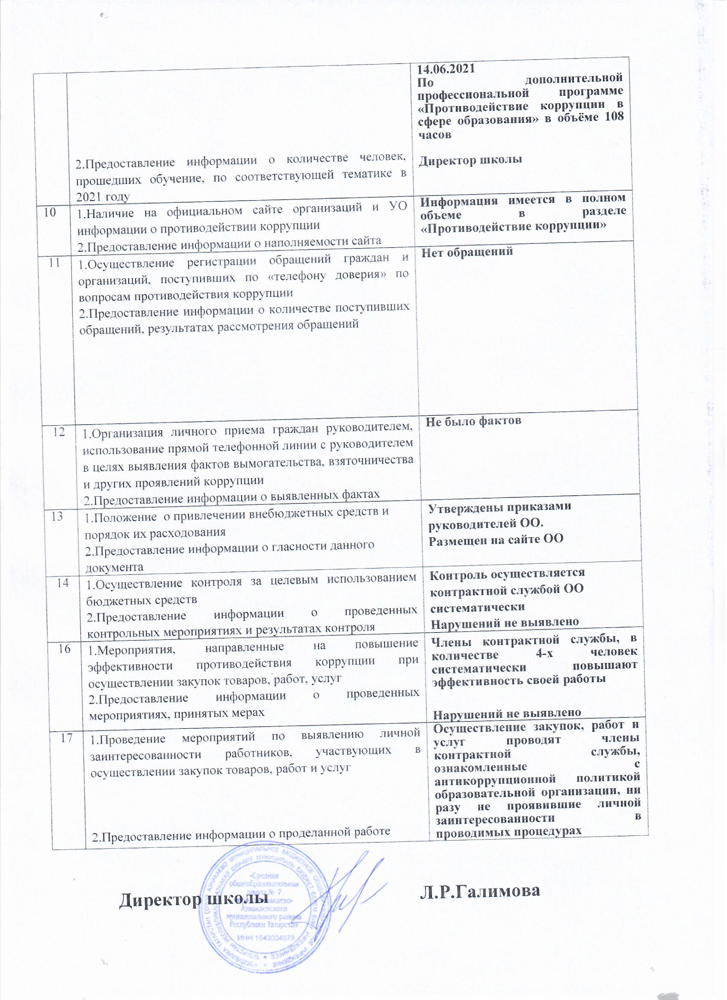 14.06.2021
По дополнительной
профессиональной программе
«Противодействие коррупции в
сфере образования» в объёме 108
часов
2.Предоставление информации о количестве человек,
прошедших обучение, по соответствующей тематике в
2021 году
Директор школы
10
1.Наличие на официальном сайте организаций и УО
информации о противодействии коррупции
2.Предоставление информации о наполняемости сайта
Информация имеется в полном
объеме в разделе
«Противодействие коррупции»
11
1.Осуществление регистрации обращений граждан и
организаций, поступивших по «телефону доверия» по
вопросам противодействия коррупции
2.Предоставление информации о количестве поступивших
обращений, результатах рассмотрения обращений
Нет обращений
12
1.Организация личного приема граждан руководителем,
использование прямой телефонной линии с руководителем
в целях выявления фактов вымогательства, взяточничества
и других проявлений коррупции
2.Предоставление информации о выявленных фактах
Не было фактов
13
1.Положение о привлечении внебюджетных средств и
порядок их расходования
2.Предоставление информации о гласности данного
документа
Утверждены приказами
руководителей ОО.
Размещен на сайте ОО
14
1.Осуществление контроля за целевым использованием
бюджетных средств
2.Предоставление информации о проведенных
контрольных мероприятиях и результатах контроля
Контроль осуществляется
контрактной службой ОО
систематически
Нарушений не выявлено
16
1.Мероприятия, направленные на повышение
эффективности противодействия коррупции при
осуществлении закупок товаров, работ, услуг
2.Предоставление информации о проведенных
мероприятиях, принятых мерах
Члены контрактной службы, в
количестве 4-х человек
систематически повышают
эффективность своей работы
Нарушений не выявлено
17
1.Проведение мероприятий по выявлению личной
заинтересованности работников, участвующих в
осуществлении закупок товаров, работ и услуг
2.Предоставление информации о проделанной работе
Осуществление закупок, работ и
услуг проводят члены
контрактной службы,
ознакомленные с
антикоррупционной политикой
образовательной организации, ни
разу не проявившие личной
заинтересованности в
проводимых процедурах
Директор школы
Л.Р.Галимова
«Средняя
общеобразовательная
школа № 7
Азнакаевского
муниципального района
Республики Татарстан
ИНН 1643004878